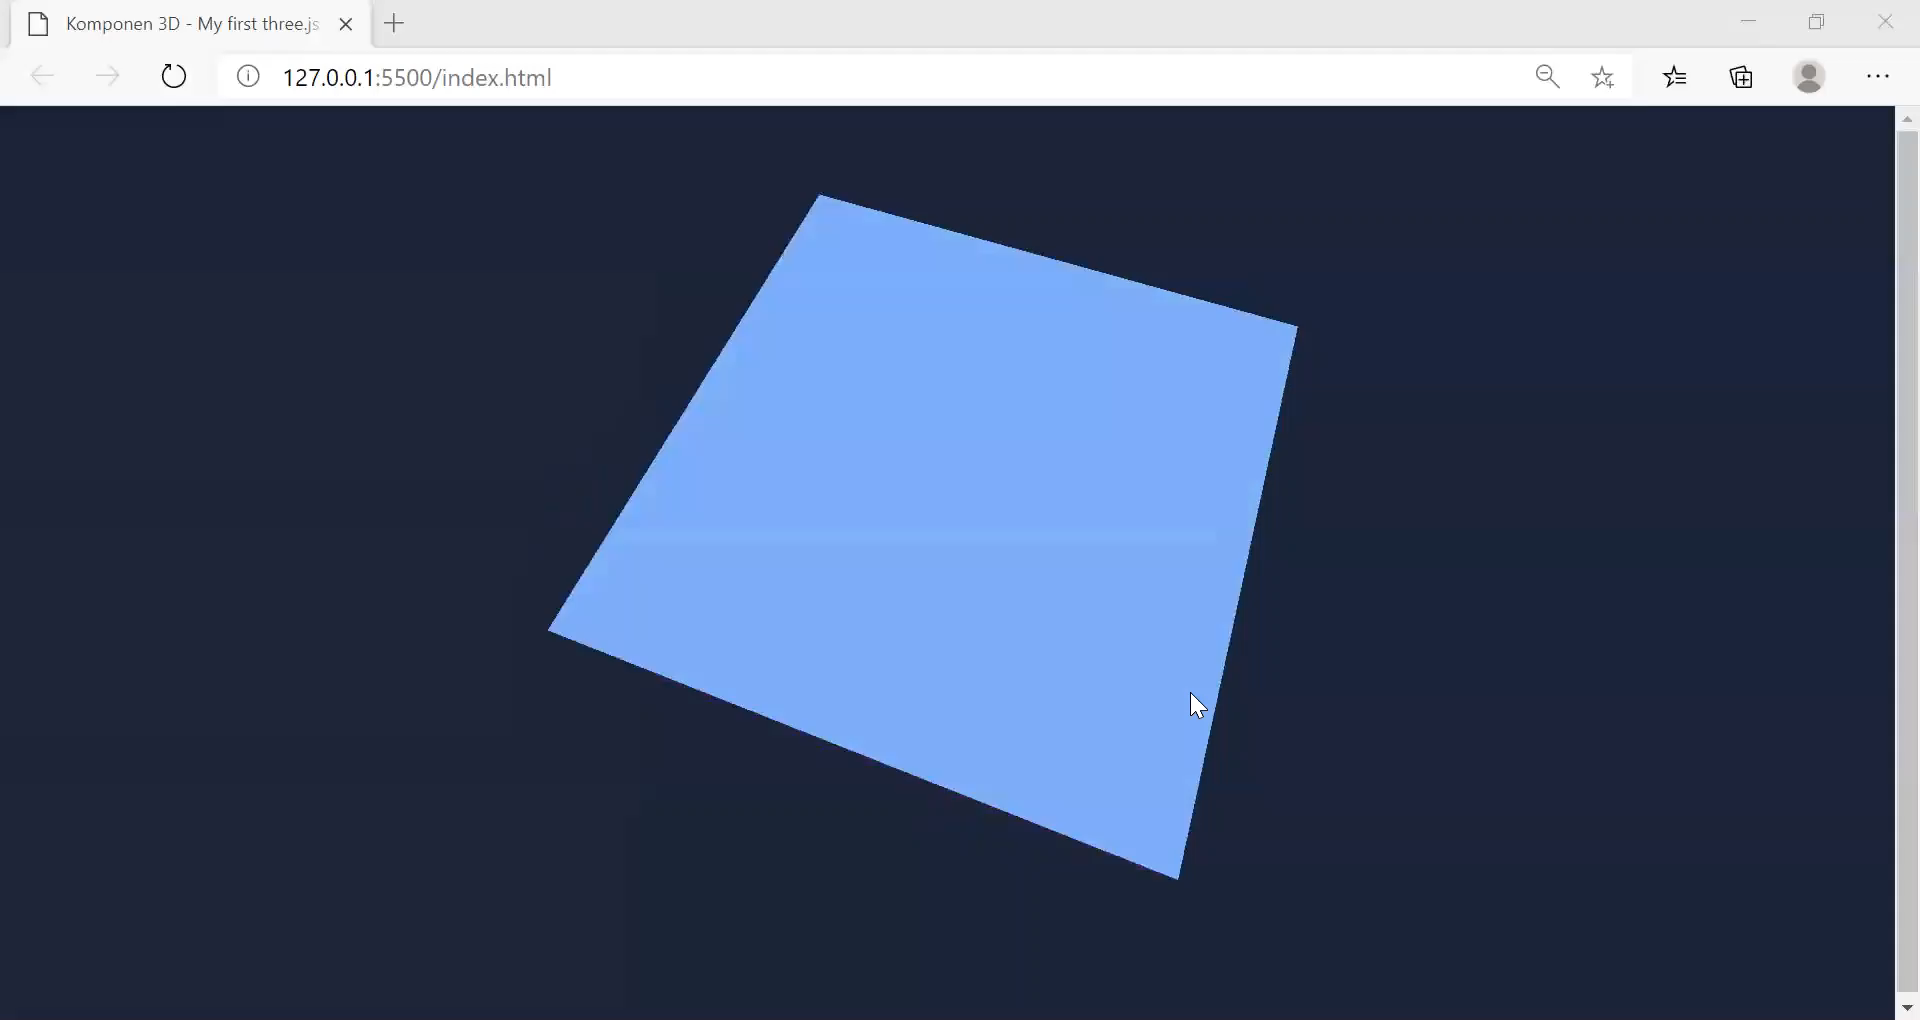 Komponen 3D - My first three.js
127.0.0.1:5500/index.html